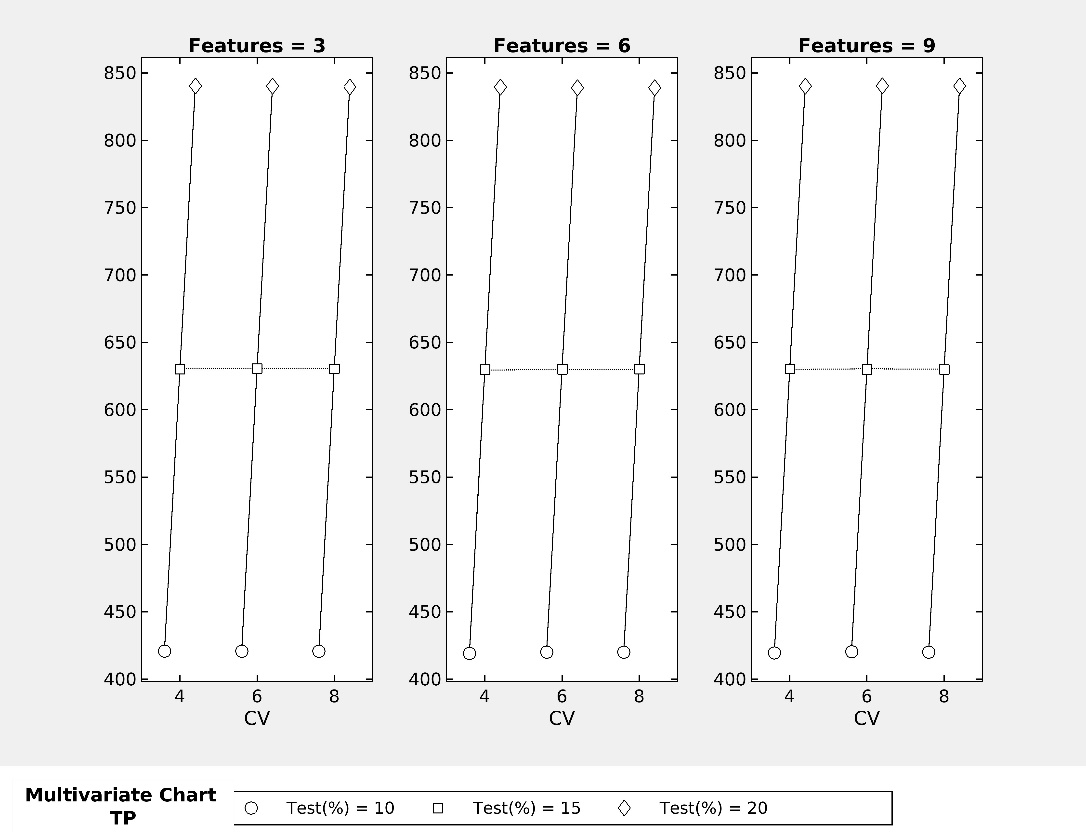 Features = 3
Features = 6
Features = 9
850
800
750
700
650
600
550
500
450
400
4 6 8
CV
850
800
750
700
650
600
550
500
450
400
4 6 8
CV
850
800
750
700
650
600
550
500
450
400
4 6 8
CV
Multivariate Chart
TP
Test(%) = 10 Test(%) = 15 Test(%) = 20